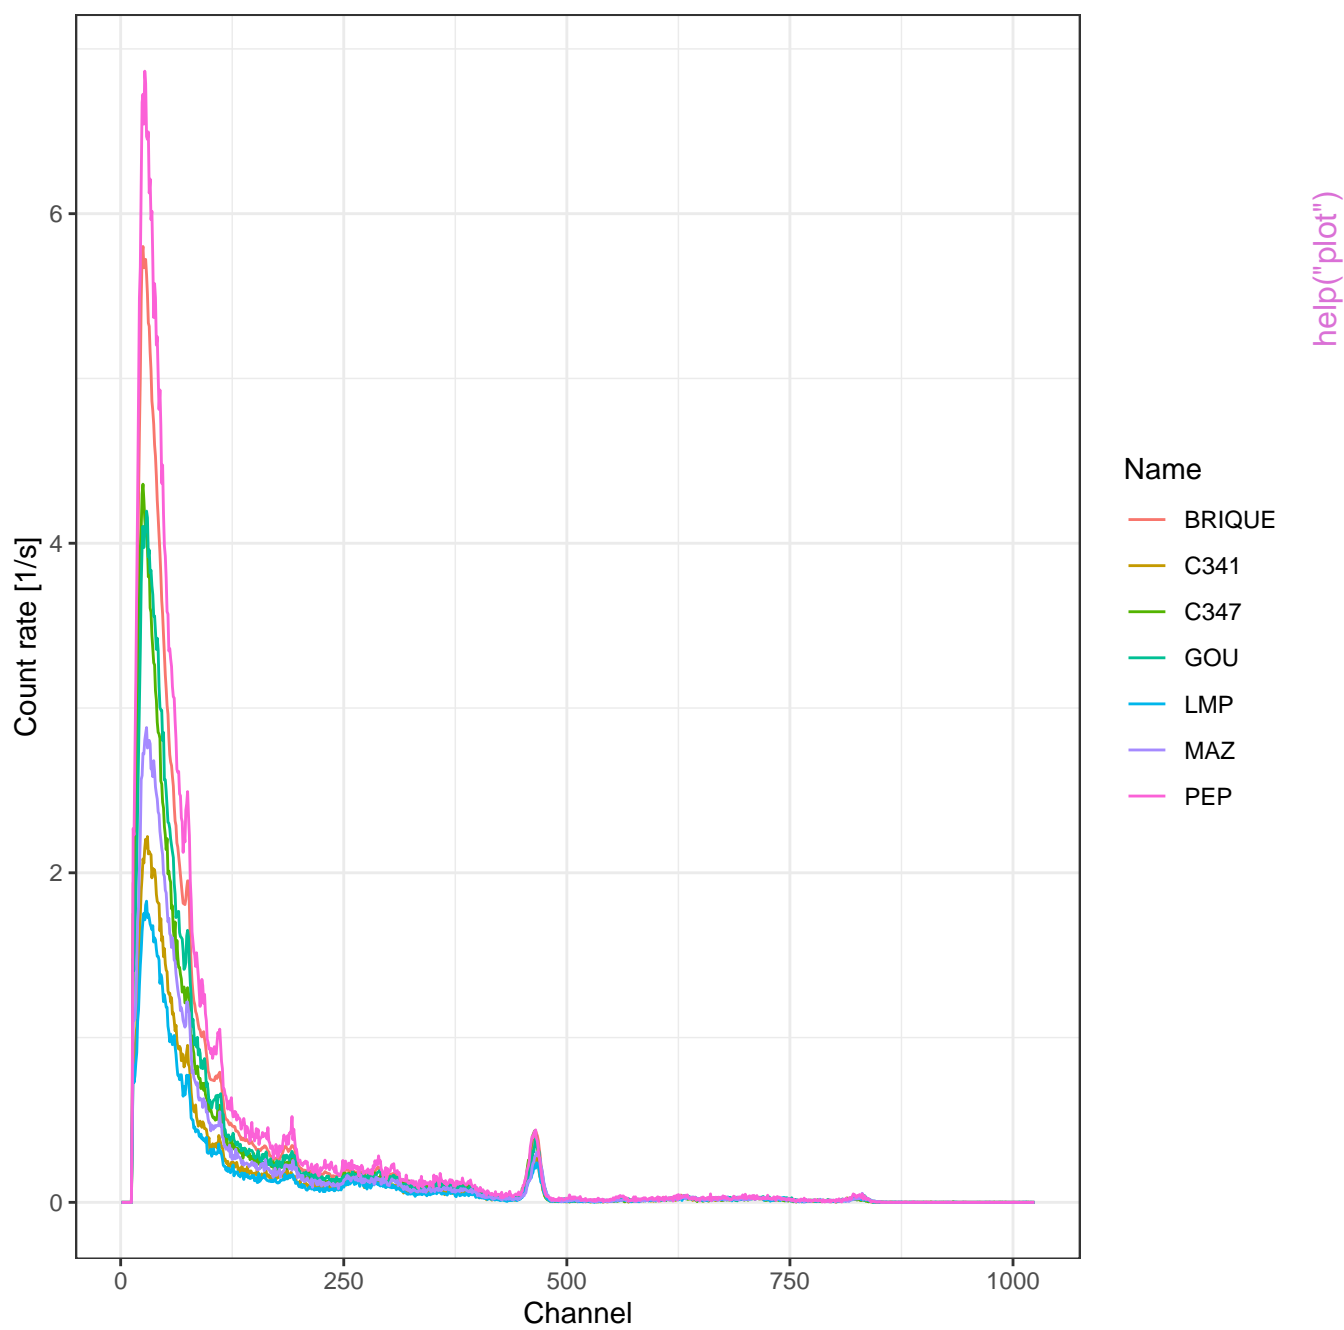 help("plot")
Count rate [1/s]
6
4
2
0
0 250 500 750 1000
Channel
Name
BRIQUE
C341
C347
GOU
LMP
MAZ
PEP